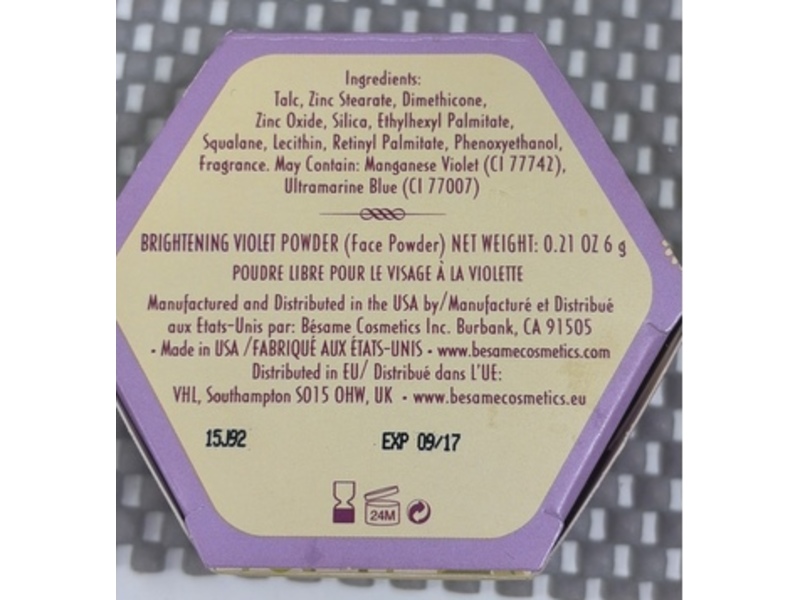 Ingredients:
Talc, Zinc Stearate, Dimethicone,
Zinc Oxide, Silica, Ethylhexyl Palmitate,
Squalane, Lecithin, Retinyl Palmitate, Phenoxyethanol,
Fragrance. May Contain: Manganese Violet (CI 77742),
Ultramarine Blue (CI 77007)
BRIGHTENING VIOLET POWDER (Face Powder) NET WEIGHT: 0.21 OZ 6 g
POUDRE LIBRE POUR LE VISAGE À LA VIOLETTE
Manufactured and Distributed in the USA by/Manufacturé et Distribué
aux Etats-Unis par: Bésame Cosmetics Inc. Burbank, CA 91505
• Made in USA /FABRIQUÉ AUX ÉTATS-UNIS • www.besamecosmetics.com
Distributed in EU/ Distribué dans L'UE:
VHL, Southampton SO15 OHW, UK • www.besamecosmetics.eu
15J92 EXP 09/17
24M